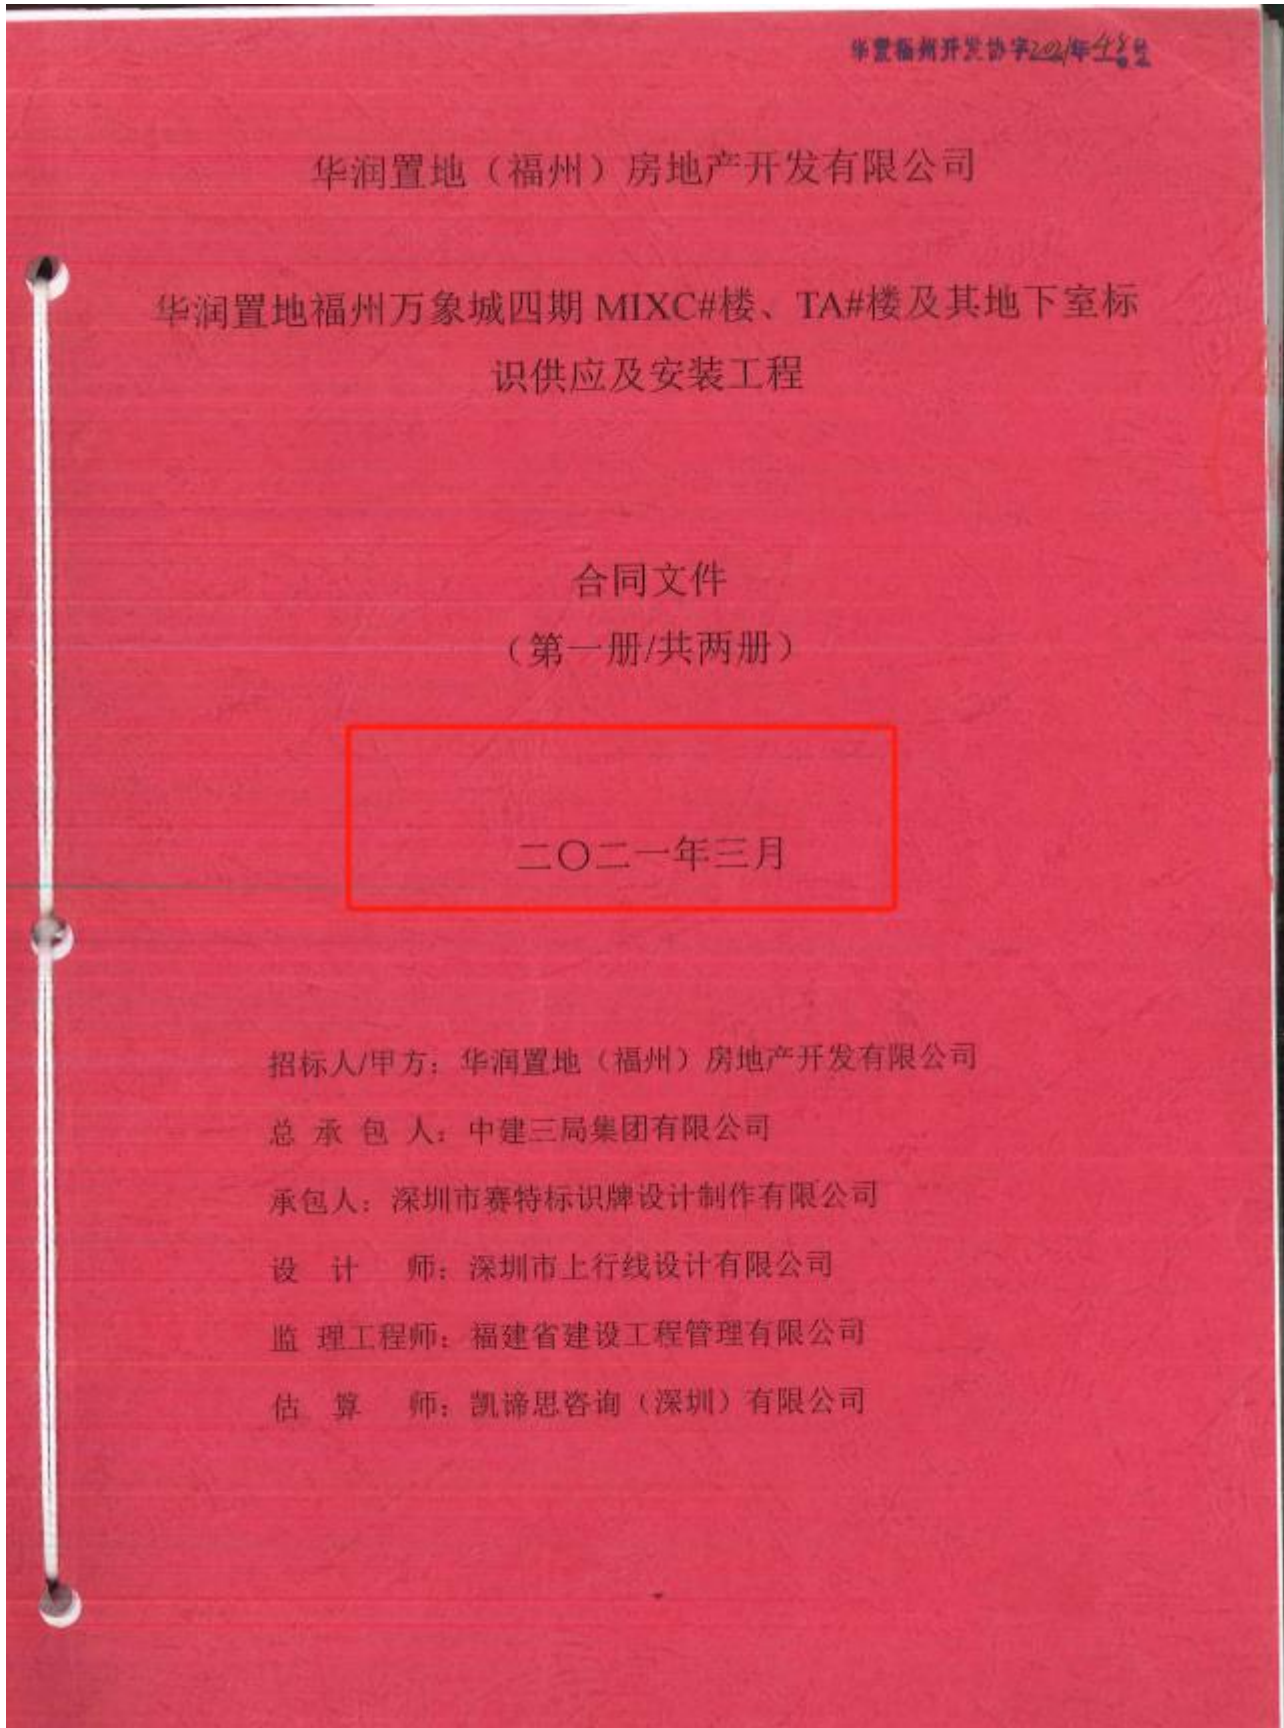 华置福州开发协字2021年48号
华润置地（福州）房地产开发有限公司
华润置地福州万象城四期 MIXC#楼、TA#楼及其地下室标
识供应及安装工程
合同文件
（第一册/共两册）
二〇二一年三月
招标人/甲方：华润置地（福州）房地产开发有限公司
总 承 包 人：中建三局集团有限公司
承包人：深圳市赛特标识牌设计制作有限公司
设 计 师：深圳市上行线设计有限公司
监 理工程师：福建省建设工程管理有限公司
估 算 师：凯谛思咨询（深圳）有限公司